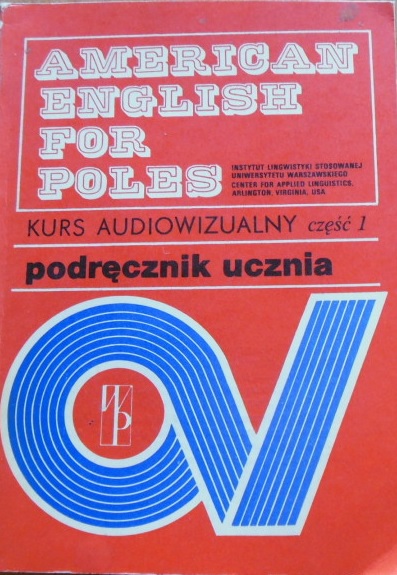 AMERICAN
ENGLISH
FOR
POLES
INSTYTUT LINGWISTYKI STOSOWANEJ
UNIWERSYTETU WARSZAWSKIEGO
CENTER FOR APPLIED LINGUISTICS,
ARLINGTON, VIRGINIA, USA
KURS AUDIOWIZUALNY część 1
podręcznik ucznia
WP